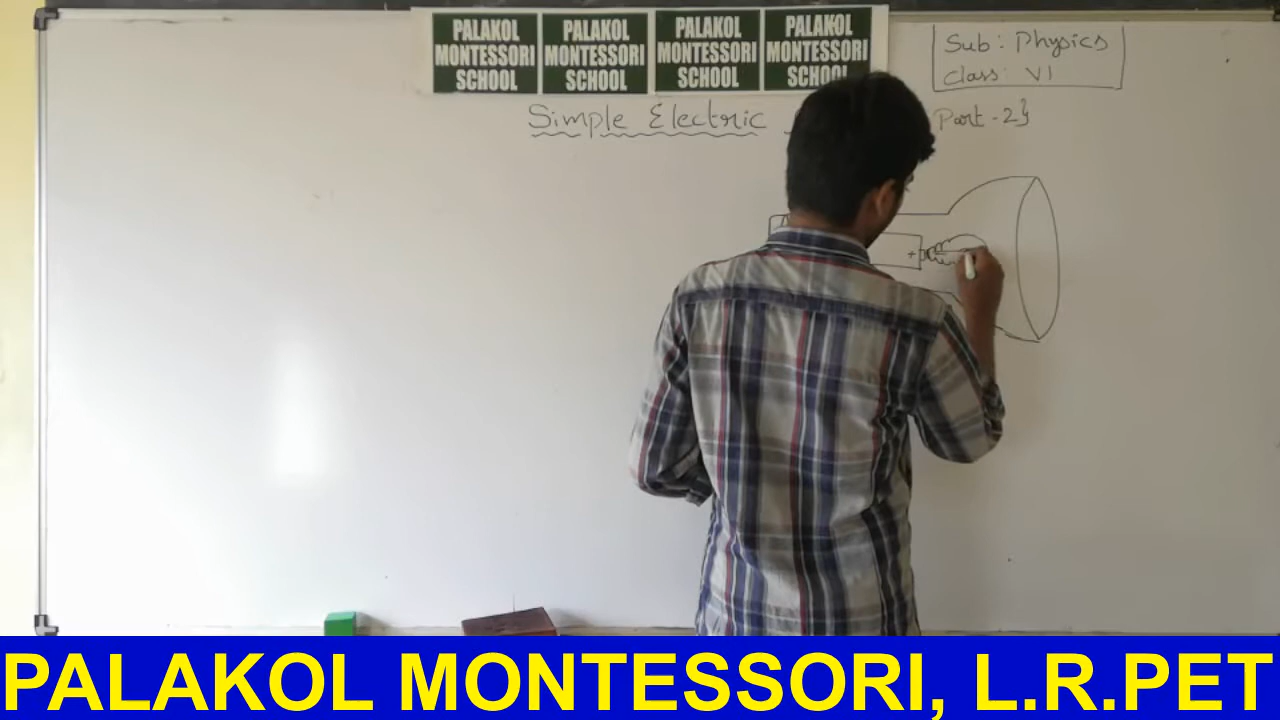 PALAKOL MONTESSORI SCHOOL
PALAKOL MONTESSORI SCHOOL
PALAKOL MONTESSORI SCHOOL
PALAKOL MONTESSORI SCHOOL
Sub: Physics
Class: VI
Simple Electric
Part-2}
+
PALAKOL MONTESSORI, L.R.PET